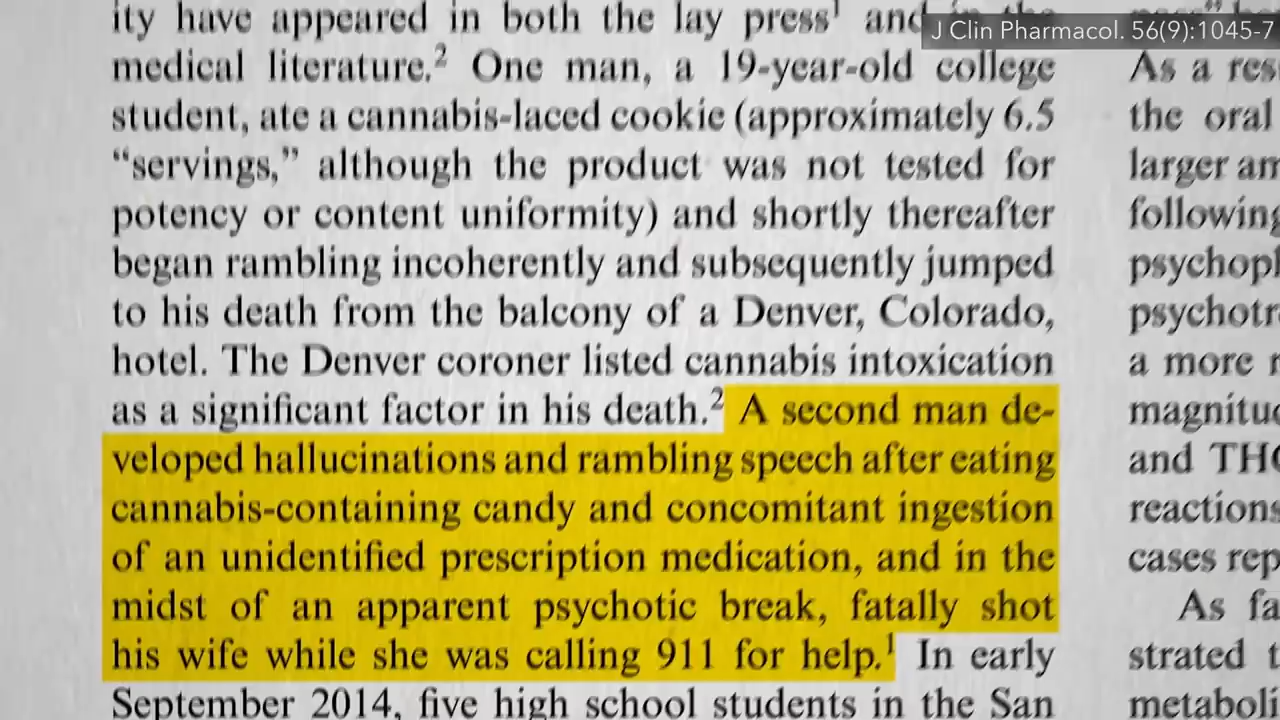 J Clin Pharmacol. 56(9):1045-7
ity have appeared in both the lay press¹ and in the
medical literature.² One man, a 19-year-old college
student, ate a cannabis-laced cookie (approximately 6.5
“servings,” although the product was not tested for
potency or content uniformity) and shortly thereafter
began rambling incoherently and subsequently jumped
to his death from the balcony of a Denver, Colorado,
hotel. The Denver coroner listed cannabis intoxication
as a significant factor in his death.² A second man de-
veloped hallucinations and rambling speech after eating
cannabis-containing candy and concomitant ingestion
of an unidentified prescription medication, and in the
midst of an apparent psychotic break, fatally shot
his wife while she was calling 911 for help.¹ In early
September 2014, five high school students in the San
As a res
the oral
larger am
following
psychoph
psychotr
a more
magnitud
and THC
reactions
cases rep
As fa
strated t
metaboli